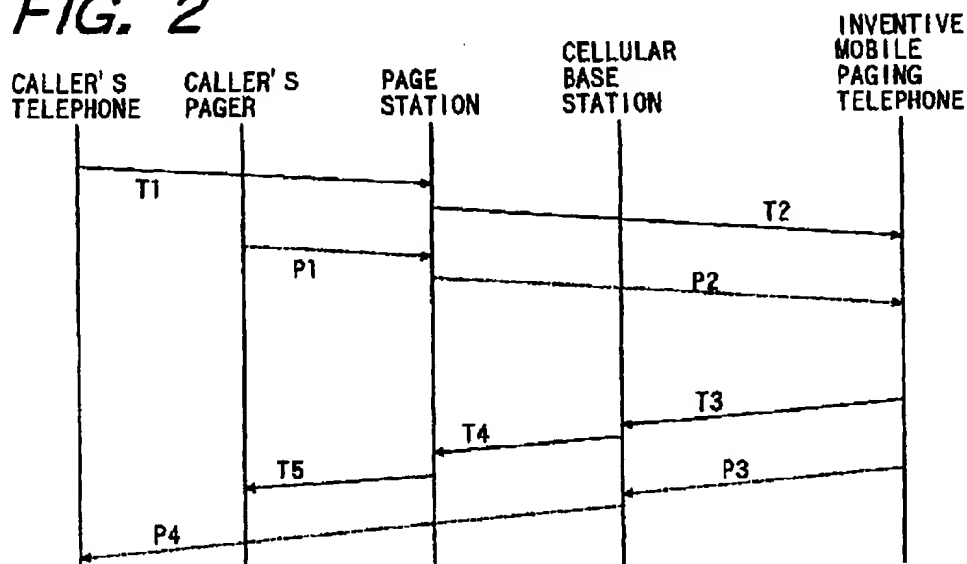 FIG. 2
CALLER'S
TELEPHONE
CALLER'S
PAGER
PAGE
STATION
CELLULAR
BASE
STATION
INVENTIVE
MOBILE
PAGING
TELEPHONE
T1
T2
P1
P2
T3
T4
T5
P3
P4